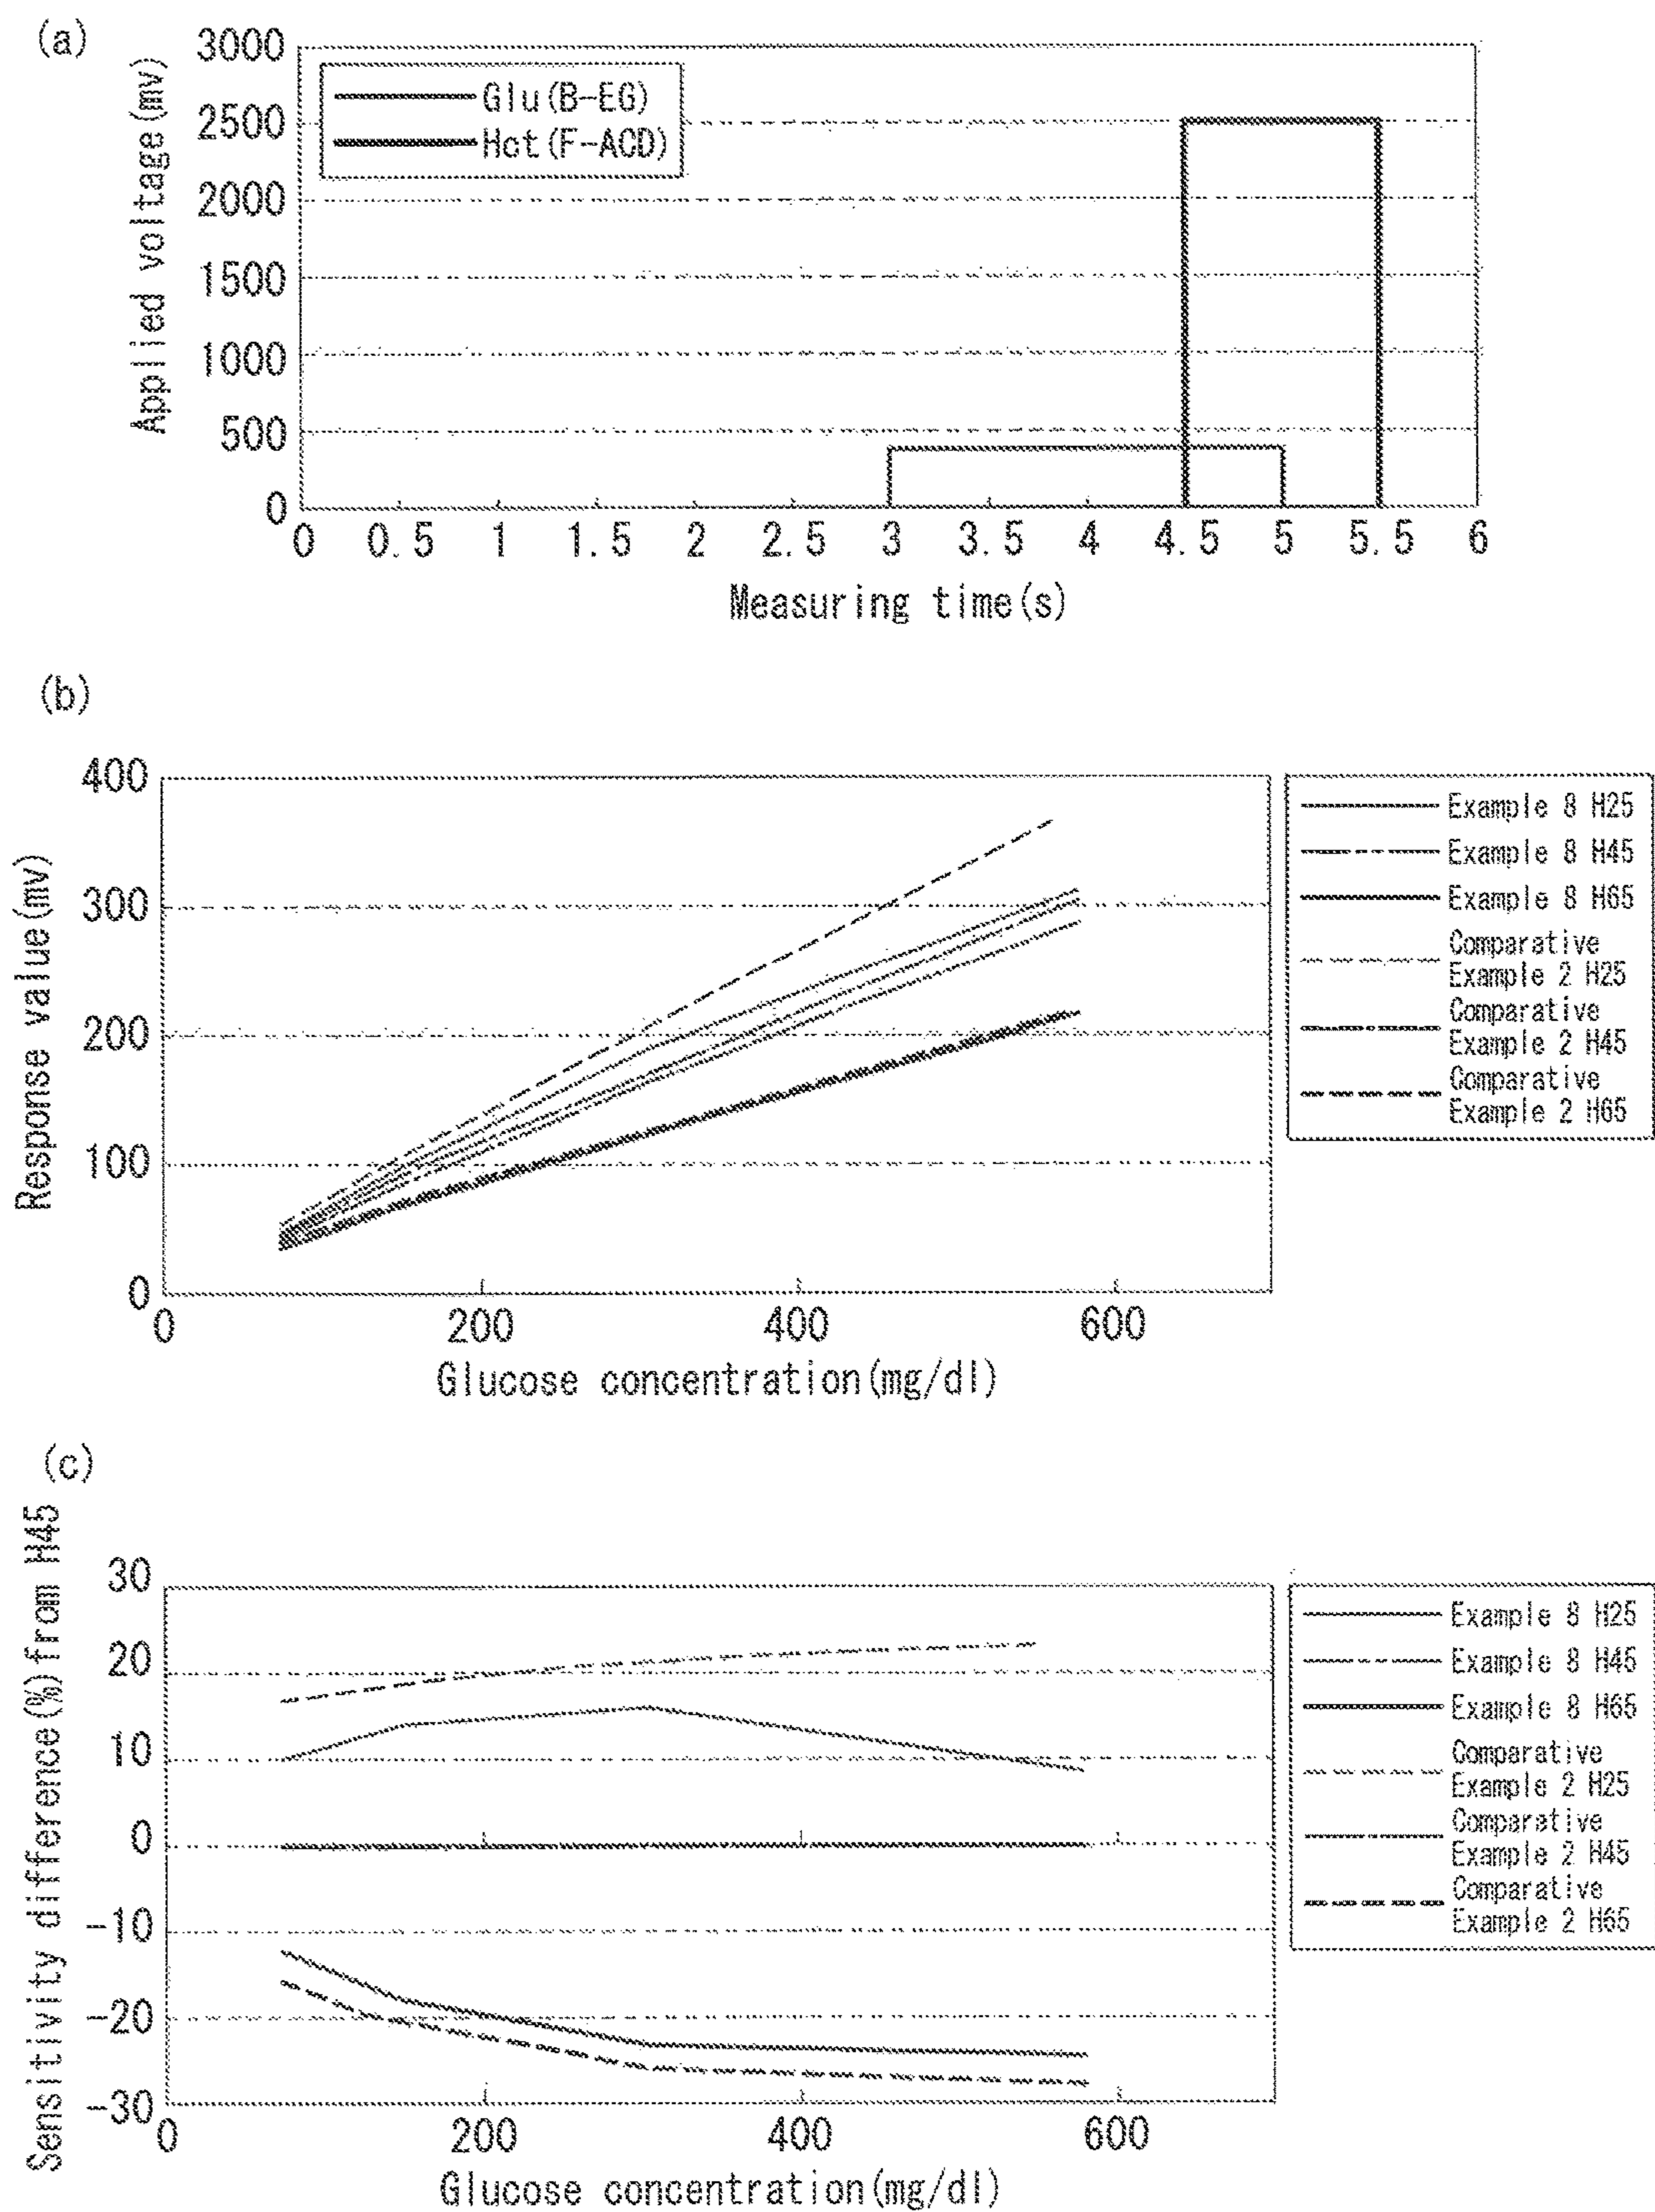 (a)
Applied voltage(mv)
3000
2500
2000
1500
1000
500
0
Glu(B-EG)
Hct(F-ACD)
0 0.5 1 1.5 2 2.5 3 3.5 4 4.5 5 5.5 6
Measuring time(s)
(b)
Response value(mv)
400
300
200
100
0
0 200 400 600
Glucose concentration(mg/dl)
Example 8 H25
Example 8 H45
Example 8 H65
Comparative
Example 2 H25
Comparative
Example 2 H45
Comparative
Example 2 H65
(c)
Sensitivity difference(%)from H45
30
20
10
0
-10
-20
-30
0 200 400 600
Glucose concentration(mg/dl)
Example 8 H25
Example 8 H45
Example 8 H65
Comparative
Example 2 H25
Comparative
Example 2 H45
Comparative
Example 2 H65